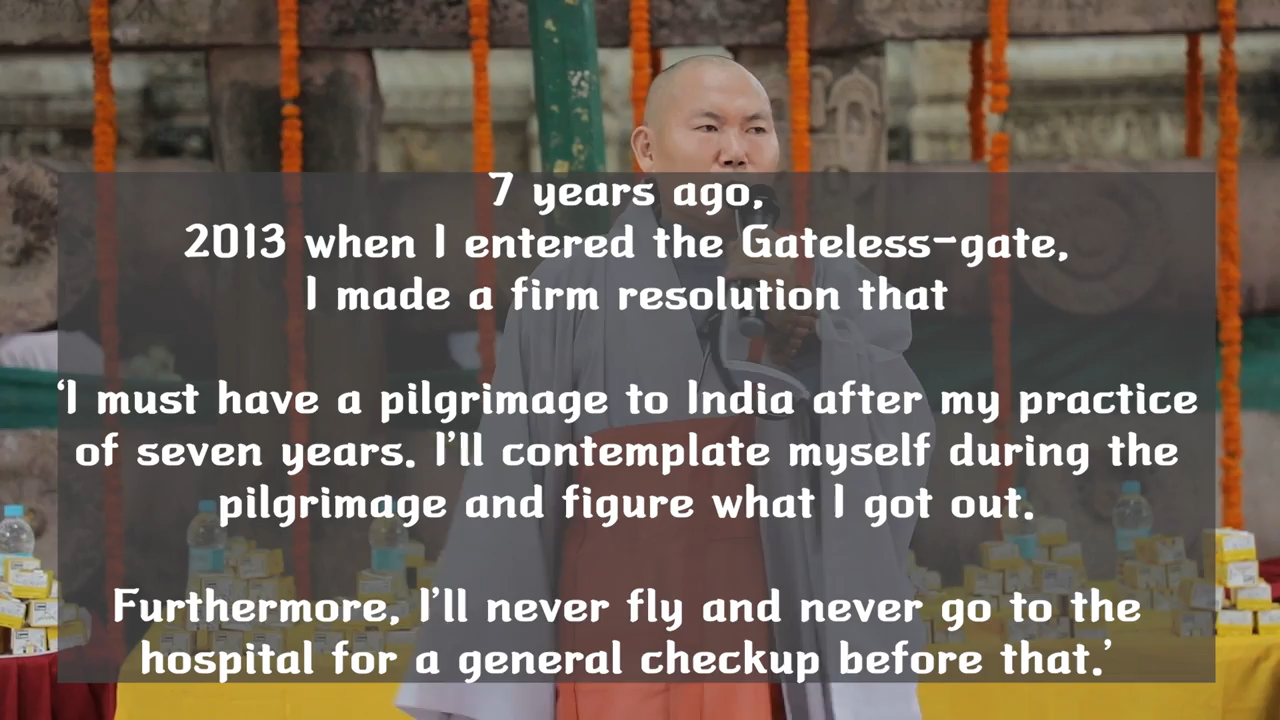 7 years ago,
2013 when I entered the Gateless-gate,
I made a firm resolution that
‘I must have a pilgrimage to India after my practice
of seven years. I’ll contemplate myself during the
pilgrimage and figure what I got out.
Furthermore, I’ll never fly and never go to the
hospital for a general checkup before that.’